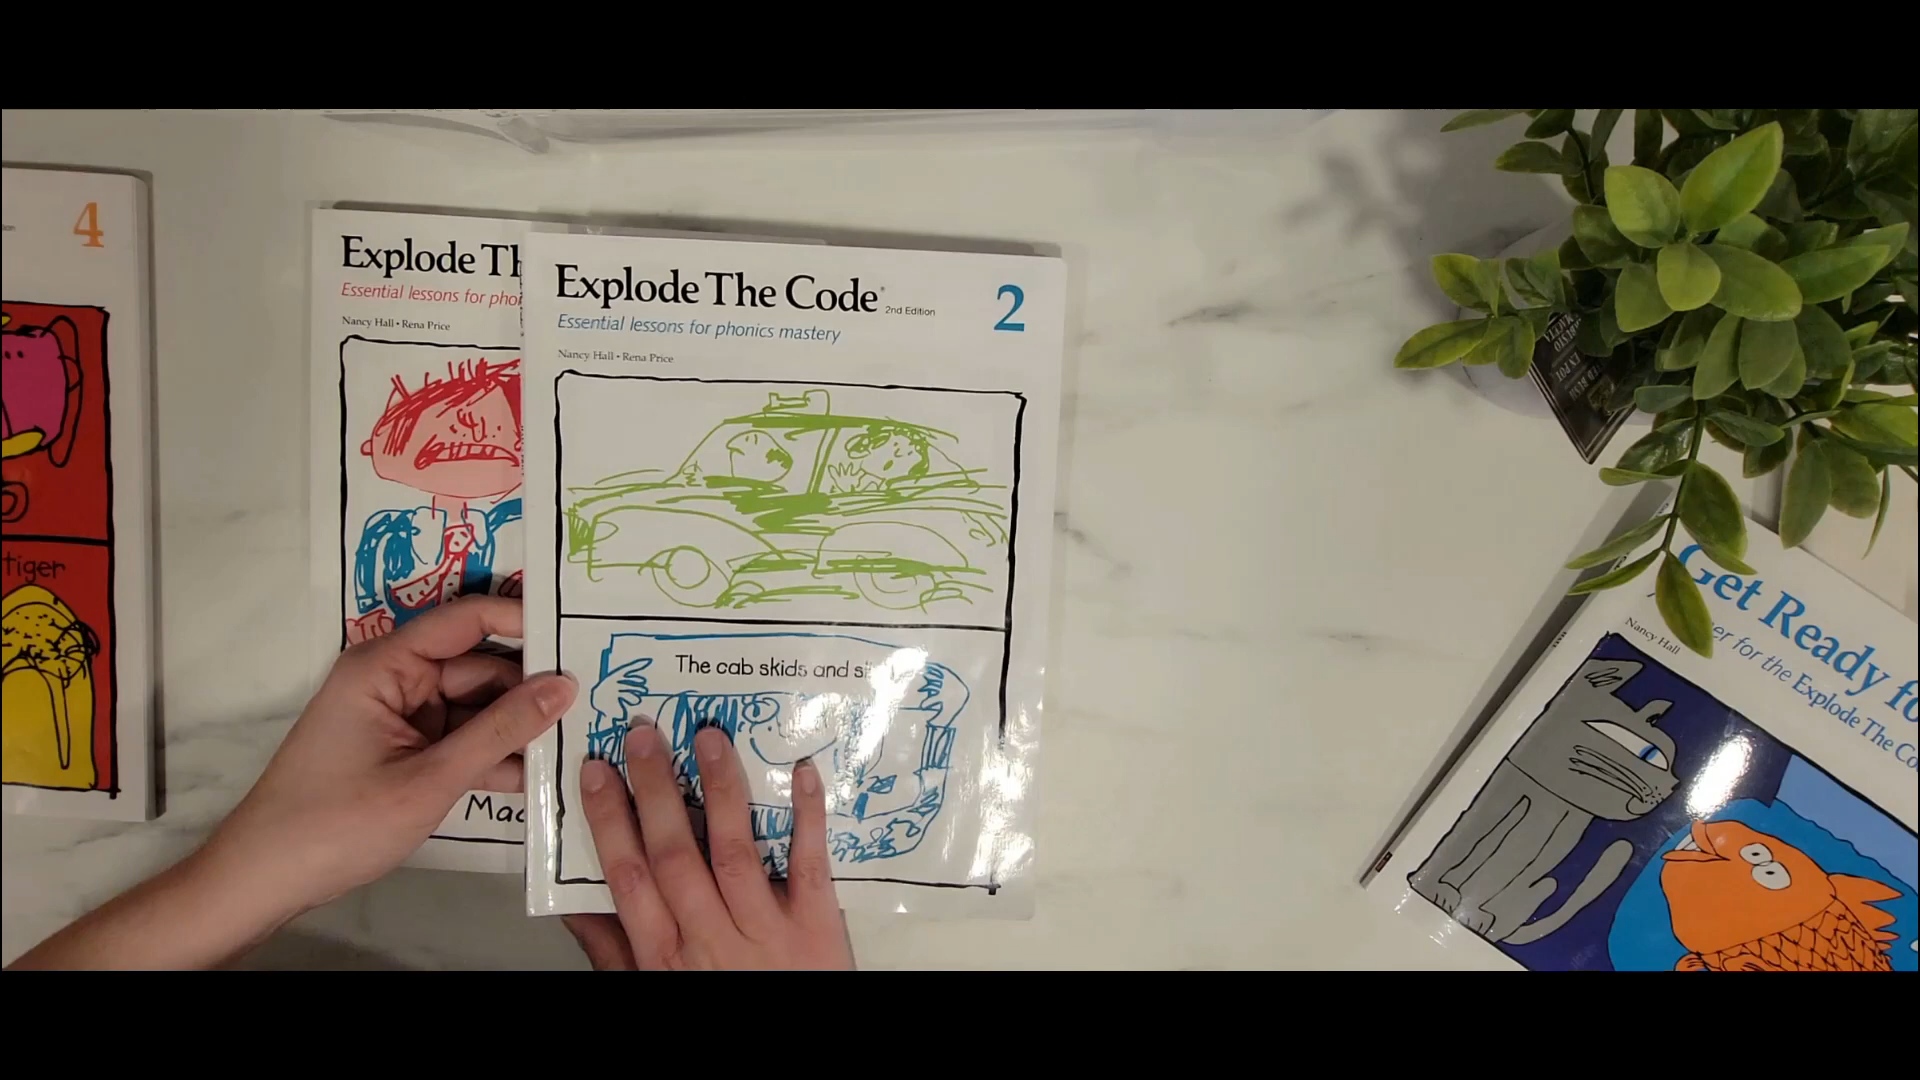 4
tiger
Explode Th
Essential lessons for phon
Nancy Hall • Rena Price
Mac
Explode The Code® 2nd Edition
2
Essential lessons for phonics mastery
Nancy Hall • Rena Price
The cab skids and
Get Ready fo
Nancy Hall
er for the Explode The Co